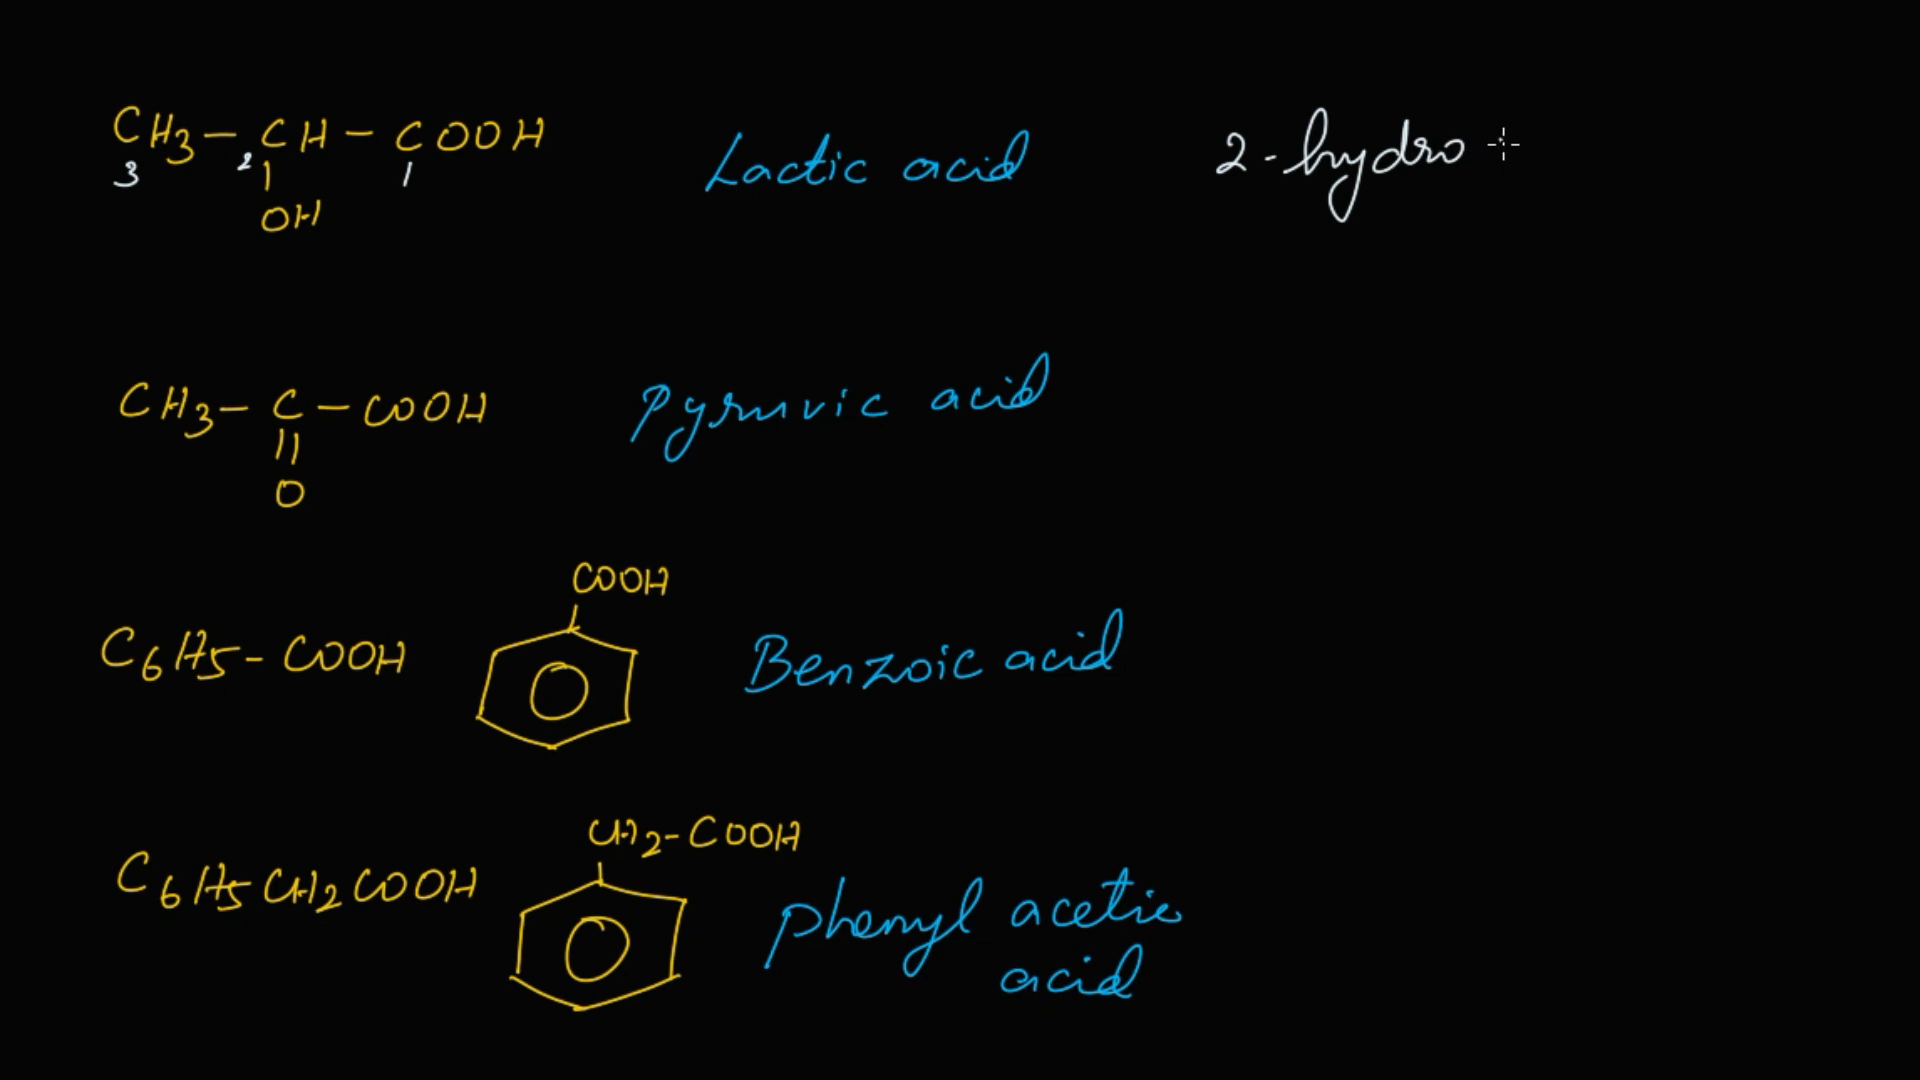 CH3-CH-COOH Lactic acid 2-hydro
3 2 1
OH
CH3-C-COOH Pyruvic acid
O
COOH
C6H5-COOH Benzoic acid
CH2-COOH
C6H5CH2COOH Phenyl acetic
acid